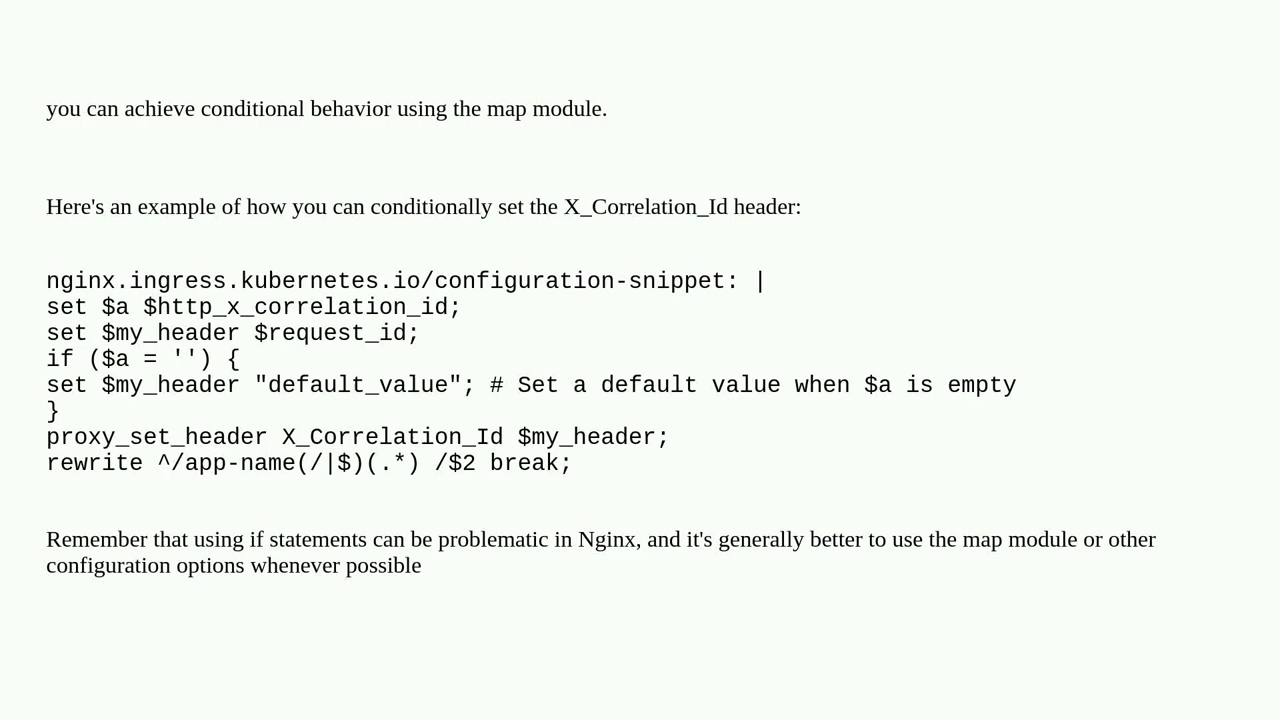 you can achieve conditional behavior using the map module.
Here's an example of how you can conditionally set the X_Correlation_Id header:
nginx.ingress.kubernetes.io/configuration-snippet: |
set $a $http_x_correlation_id;
set $my_header $request_id;
if ($a = '') {
set $my_header "default_value"; # Set a default value when $a is empty
}
proxy_set_header X_Correlation_Id $my_header;
rewrite ^/app-name(/|$)(.*) /$2 break;
Remember that using if statements can be problematic in Nginx, and it's generally better to use the map module or other
configuration options whenever possible